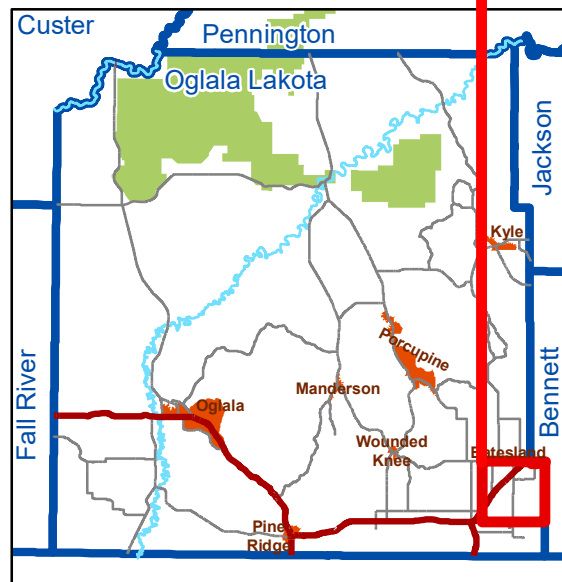 Custer
Pennington
Oglala Lakota
Jackson
Kyle
Porcupine
Manderson
Oglala
Fall River
Bennett
Wounded
Knee
Batesland
Pine
Ridge